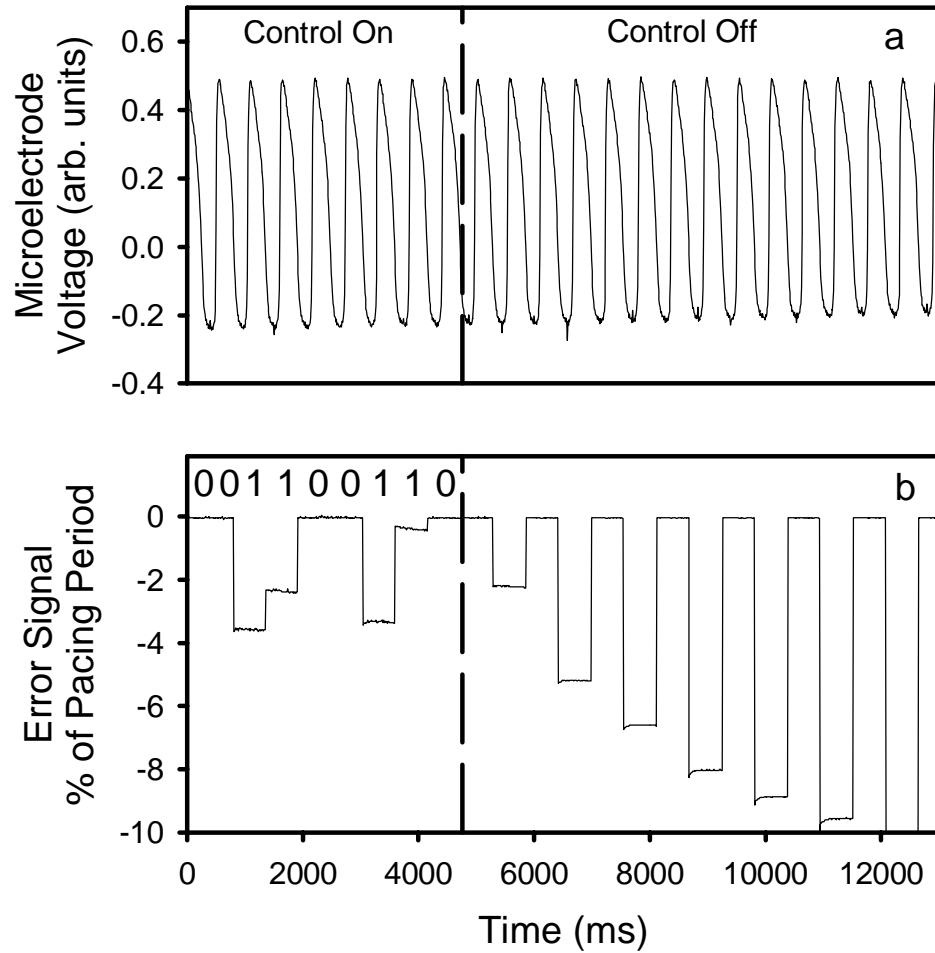 Control On
Control Off
a
0.6
0.4
0.2
0.0
-0.2
-0.4
Microelectrode
Voltage (arb. units)
0 0 1 1 0 0 1 1 0
b
0
-2
-4
-6
-8
-10
Error Signal
% of Pacing Period
0
2000
4000
6000
8000
10000
12000
Time (ms)